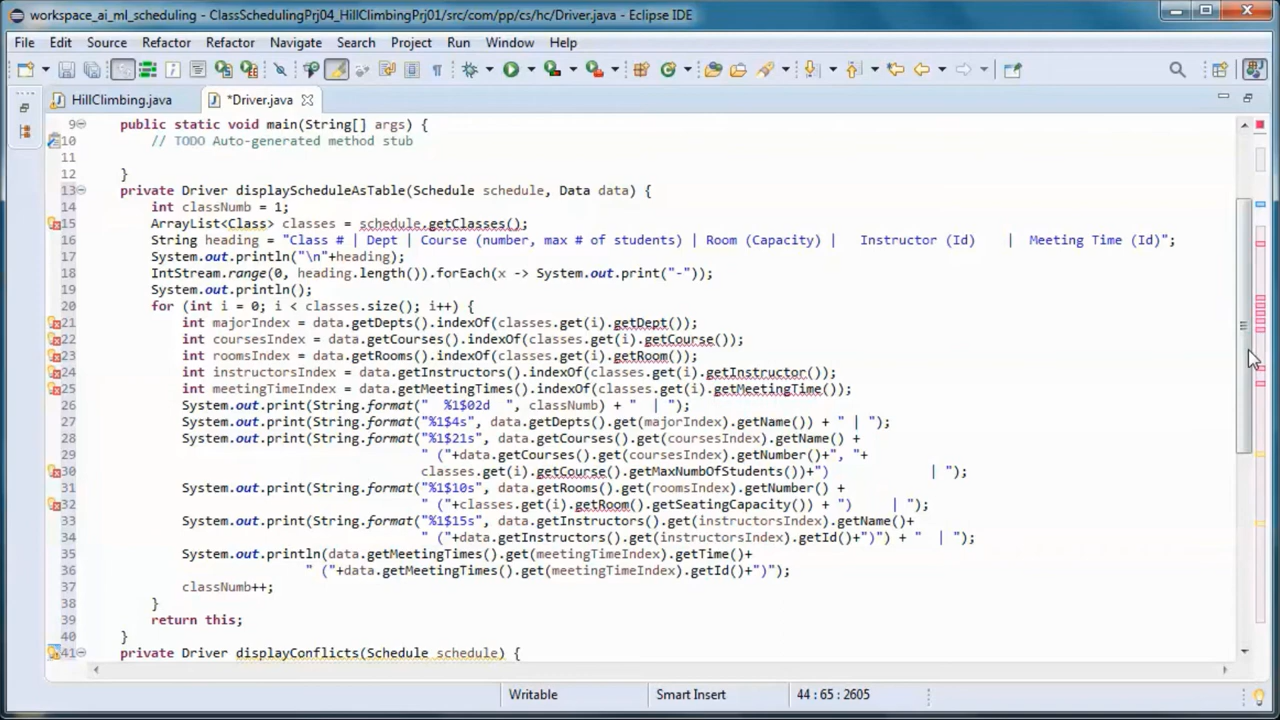 workspace_ai_ml_scheduling - ClassSchedulingPrj04_HillClimbingPrj01/src/com/pp/cs/hc/Driver.java - Eclipse IDE
File Edit Source Refactor Refactor Navigate Search Project Run Window Help
HillClimbing.java *Driver.java
9 public static void main(String[] args) {
10 // TODO Auto-generated method stub
11
12 }
13 private Driver displayScheduleAsTable(Schedule schedule, Data data) {
14 int classNumb = 1;
15 ArrayList<Class> classes = schedule.getClasses();
16 String heading = "Class # | Dept | Course (number, max # of students) | Room (Capacity) |   Instructor (Id)    |  Meeting Time (Id)";
17 System.out.println("\n"+heading);
18 IntStream.range(0, heading.length()).forEach(x -> System.out.print("-"));
19 System.out.println();
20 for (int i = 0; i < classes.size(); i++) {
21 int majorIndex = data.getDepts().indexOf(classes.get(i).getDept());
22 int coursesIndex = data.getCourses().indexOf(classes.get(i).getCourse());
23 int roomsIndex = data.getRooms().indexOf(classes.get(i).getRoom());
24 int instructorsIndex = data.getInstructors().indexOf(classes.get(i).getInstructor());
25 int meetingTimeIndex = data.getMeetingTimes().indexOf(classes.get(i).getMeetingTime());
26 System.out.print(String.format("  %1$02d  ", classNumb) + "  | ");
27 System.out.print(String.format("%1$4s", data.getDepts().get(majorIndex).getName()) + " | ");
28 System.out.print(String.format("%1$21s", data.getCourses().get(coursesIndex).getName() +
29 " ("+data.getCourses().get(coursesIndex).getNumber()+", "+
30 classes.get(i).getCourse().getMaxNumbOfStudents())+")             | ");
31 System.out.print(String.format("%1$10s", data.getRooms().get(roomsIndex).getNumber() +
32 " ("+classes.get(i).getRoom().getSeatingCapacity()) + ")     | ");
33 System.out.print(String.format("%1$15s", data.getInstructors().get(instructorsIndex).getName()+
34 " ("+data.getInstructors().get(instructorsIndex).getId()+")") + "  | ");
35 System.out.println(data.getMeetingTimes().get(meetingTimeIndex).getTime()+
36 " ("+data.getMeetingTimes().get(meetingTimeIndex).getId()+")");
37 classNumb++;
38 }
39 return this;
40 }
41 private Driver displayConflicts(Schedule schedule) {
Writable Smart Insert 44 : 65 : 2605